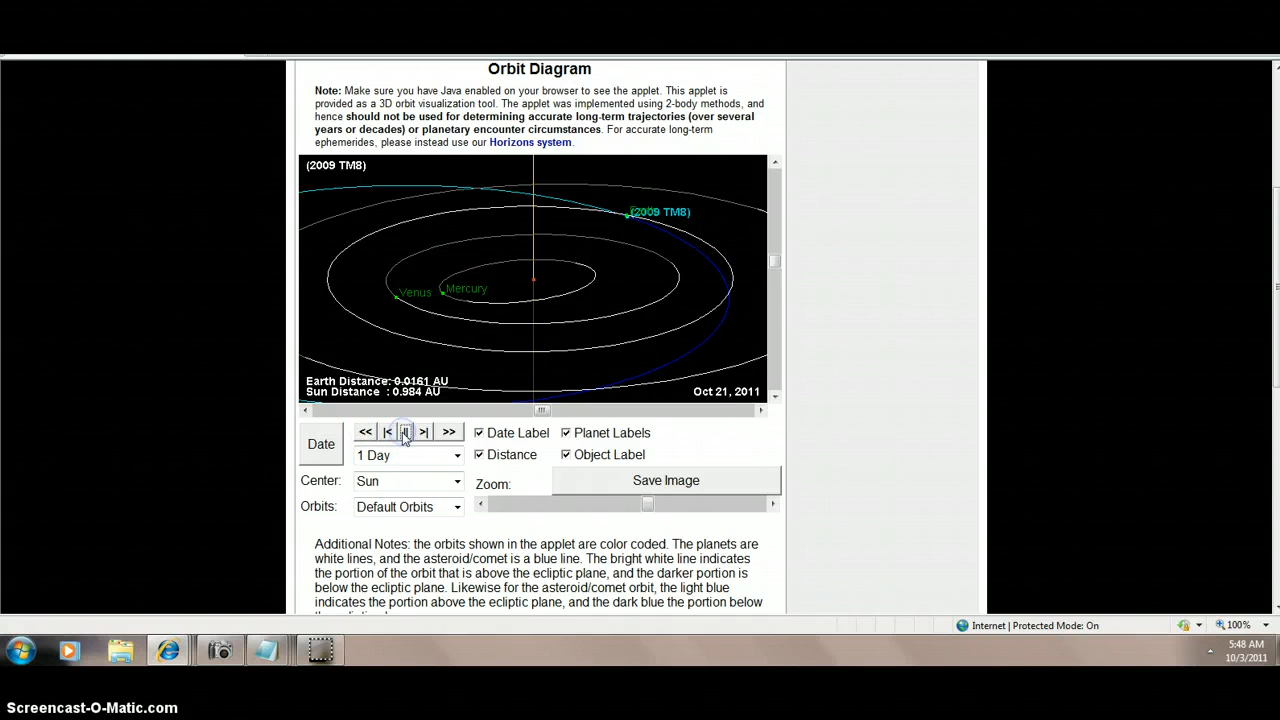 Orbit Diagram
Note: Make sure you have Java enabled on your browser to see the applet. This applet is
provided as a 3D orbit visualization tool. The applet was implemented using 2-body methods, and
hence should not be used for determining accurate long-term trajectories (over several
years or decades) or planetary encounter circumstances. For accurate long-term
ephemerides, please instead use our Horizons system.
(2009 TM8)
(2009 TM8)
Venus
Mercury
Earth Distance: 0.0161 AU
Sun Distance : 0.984 AU
Oct 21, 2011
<< |< || >| >>
Date
1 Day
Center: Sun
Orbits: Default Orbits
Date Label
Planet Labels
Distance
Object Label
Zoom:
Save Image
Additional Notes: the orbits shown in the applet are color coded. The planets are
white lines, and the asteroid/comet is a blue line. The bright white line indicates
the portion of the orbit that is above the ecliptic plane, and the darker portion is
below the ecliptic plane. Likewise for the asteroid/comet orbit, the light blue
indicates the portion above the ecliptic plane, and the dark blue the portion below
Internet | Protected Mode: On
100%
5:48 AM
10/3/2011
Screencast-O-Matic.com